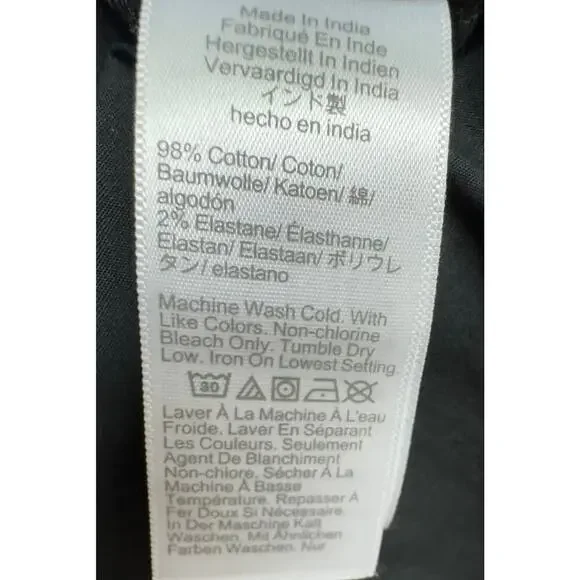 Made In India
Fabriqué En Inde
Hergestellt In Indien
Vervaardigd In India
インド製
hecho en india
98% Cotton/ Coton/
Baumwolle/ Katoen/ 綿/
algodón
2% Elastane/ Élasthanne/
Elastan/ Elastaan/ ポリウレ
タン/ elastano
Machine Wash Cold. With
Like Colors. Non-chlorine
Bleach Only. Tumble Dry
Low. Iron On Lowest Setting
30
Laver À La Machine À L'eau
Froide. Laver En Séparant
Les Couleurs. Seulement
Agent De Blanchiment
Non-chlore. Sécher À La
Machine À Basse
Température. Repasser À
Fer Doux Si Nécessaire
In Der Maschine Kalt
Waschen. Mit Ähnlichen
Farben Waschen. Nur